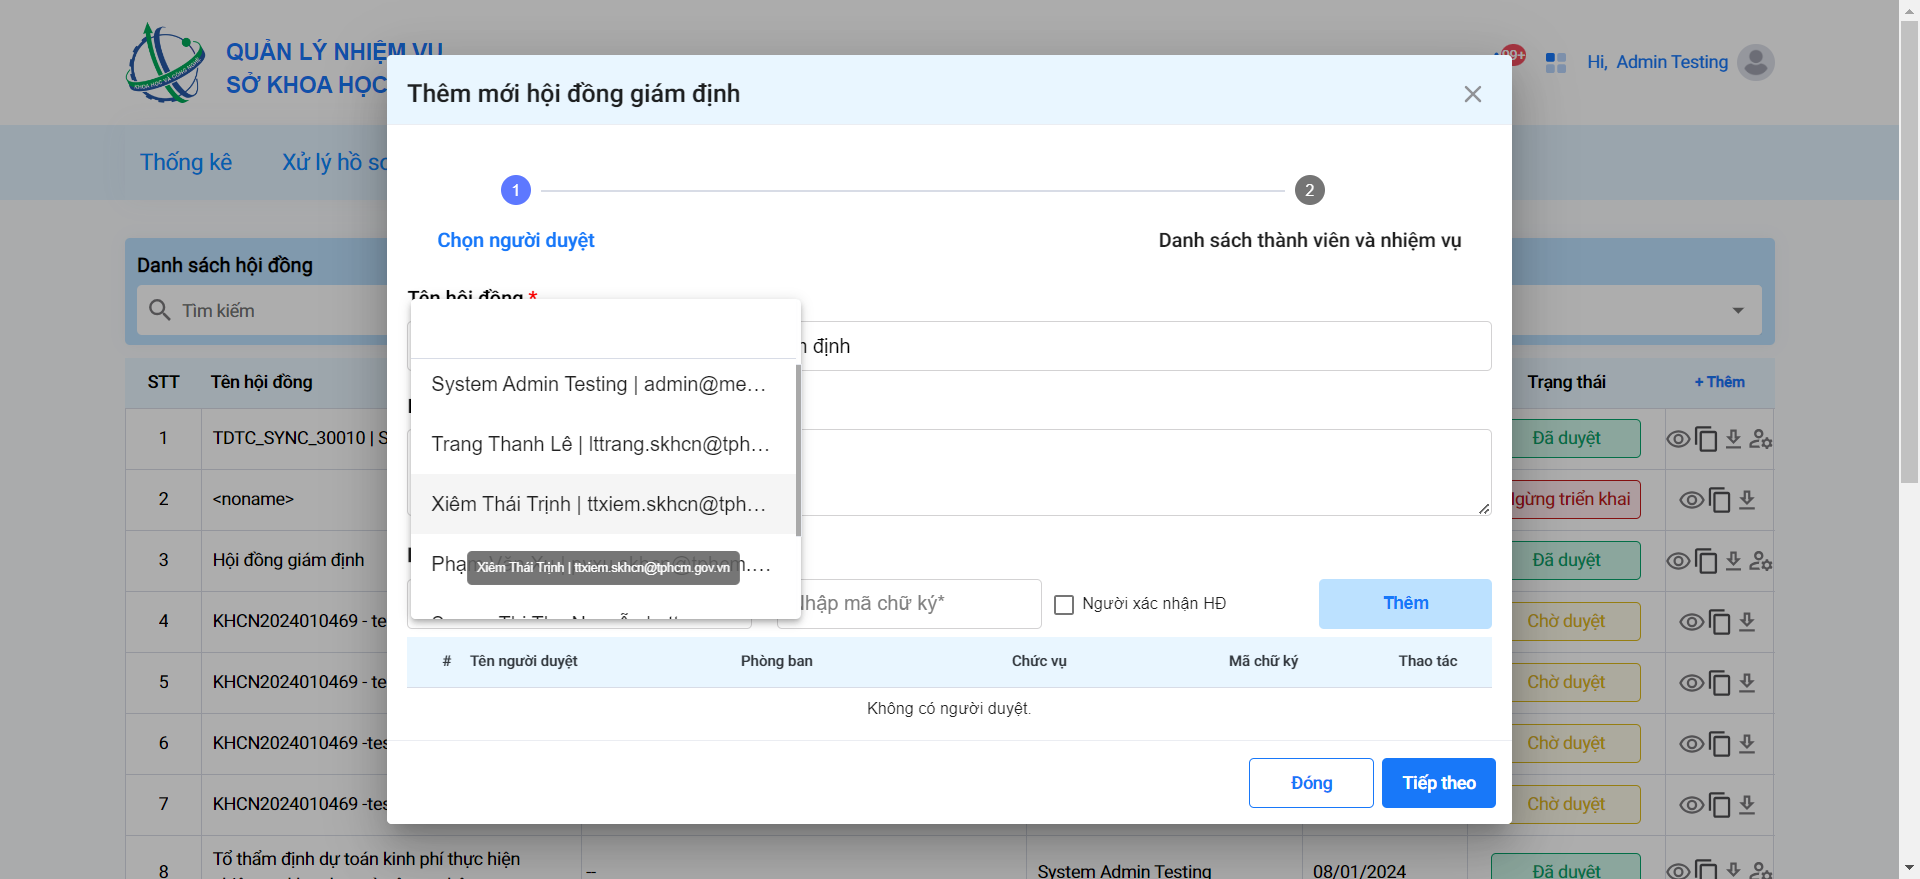 QUẢN LÝ NHIỆM VỤ
SỞ KHOA HỌC
99+
Hi, Admin Testing
Thống kê
Xử lý hồ sơ
Danh sách hội đồng
Tìm kiếm
STT
Tên hội đồng
Trạng thái
+ Thêm
1
TDTC_SYNC_30010 | S
Đã duyệt
2
<noname>
gừng triển khai
3
Hội đồng giám định
Đã duyệt
4
KHCN2024010469 - te
Chờ duyệt
5
KHCN2024010469 - te
Chờ duyệt
6
KHCN2024010469 -tes
Chờ duyệt
7
KHCN2024010469 -tes
Chờ duyệt
8
Tổ thẩm định dự toán kinh phí thực hiện
--
System Admin Testing
08/01/2024
Đã duyệt
Thêm mới hội đồng giám định
1
2
Chọn người duyệt
Danh sách thành viên và nhiệm vụ
Tên hội đồng *
định
System Admin Testing | admin@me...
Trang Thanh Lê | lttrang.skhcn@tph...
Xiêm Thái Trịnh | ttxiem.skhcn@tph...
Xiêm Thái Trịnh | ttxiem.skhcn@tphcm.gov.vn
hập mã chữ ký*
Người xác nhận HĐ
Thêm
#
Tên người duyệt
Phòng ban
Chức vụ
Mã chữ ký
Thao tác
Không có người duyệt.
Đóng
Tiếp theo